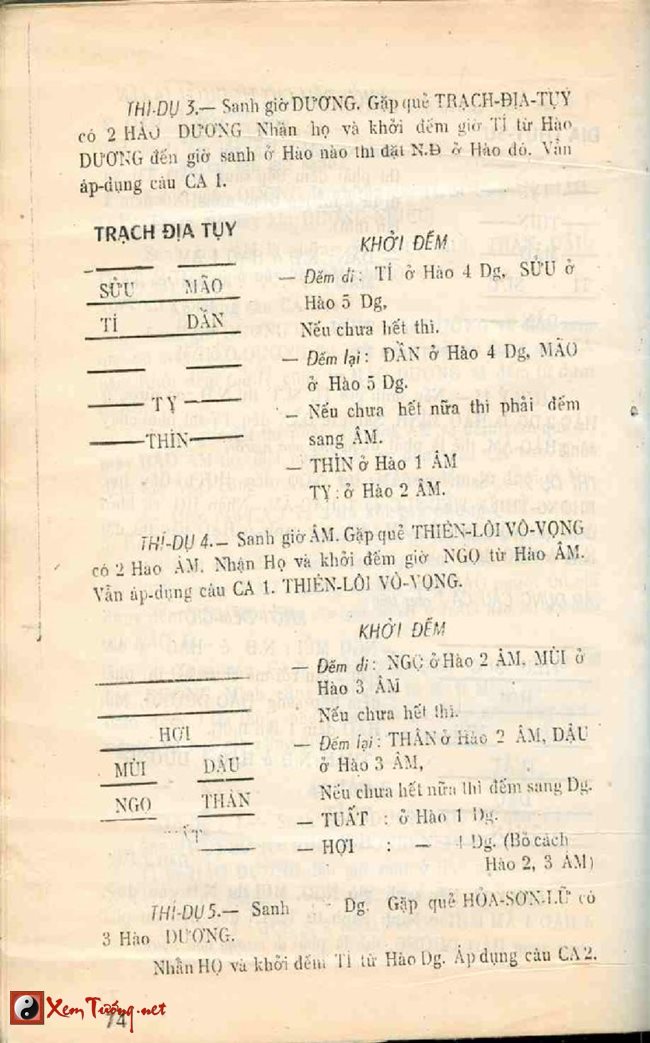 THÍ-DỤ 3.— Sanh giờ DƯƠNG. Gặp quẻ TRẠCH-ĐỊA-TỤY
có 2 HÀO DƯƠNG Nhận họ và khởi đếm giờ TÍ từ Hào
DƯƠNG đến giờ sanh ở Hào nào thì đặt N.Đ ở Hào đó. Vẫn
áp-dụng câu CA 1.
TRẠCH ĐỊA TỤY
SỬU MÃO
TÍ DẦN
TỴ
THÌN
KHỞI ĐẾM
— Đếm đi : TÍ ở Hào 4 Dg, SỬU ở
Hào 5 Dg,
Nếu chưa hết thì.
— Đếm lại : DẦN ở Hào 4 Dg, MÃO
ở Hào 5 Dg.
— Nếu chưa hết nữa thì phải đếm
sang ÂM.
— THÌN ở Hào 1 ÂM
TỴ : ở Hào 2 ÂM.
THÍ-DỤ 4.— Sanh giờ ÂM. Gặp quẻ THIÊN-LÔI VÔ-VỌNG
có 2 Hào ÂM. Nhận Họ và khởi đếm giờ NGỌ từ Hào ÂM.
Vẫn áp-dụng câu CA 1. THIÊN-LÔI VÔ-VỌNG.
HỢI
MÙI DẬU
NGỌ THÂN
KHỞI ĐẾM
— Đếm đi : NGỌ ở Hào 2 ÂM, MÙI ở
Hào 3 ÂM
Nếu chưa hết thì.
— Đếm lại : THÂN ở Hào 2 ÂM, DẬU
ở Hào 3 ÂM,
Nếu chưa hết nữa thì đếm sang Dg.
— TUẤT : ở Hào 1 Dg.
— HỢI : — 4 Dg. (Bỏ cách
Hào 2, 3 ÂM)
THÍ-DỤ 5.— Sanh Dg. Gặp quẻ HỎA-SƠN-LỮ có
3 Hào DƯƠNG.
Nhận HỌ và khởi đếm TÍ từ Hào Dg. Áp dụng câu CA 2.
74
XemTướng.net